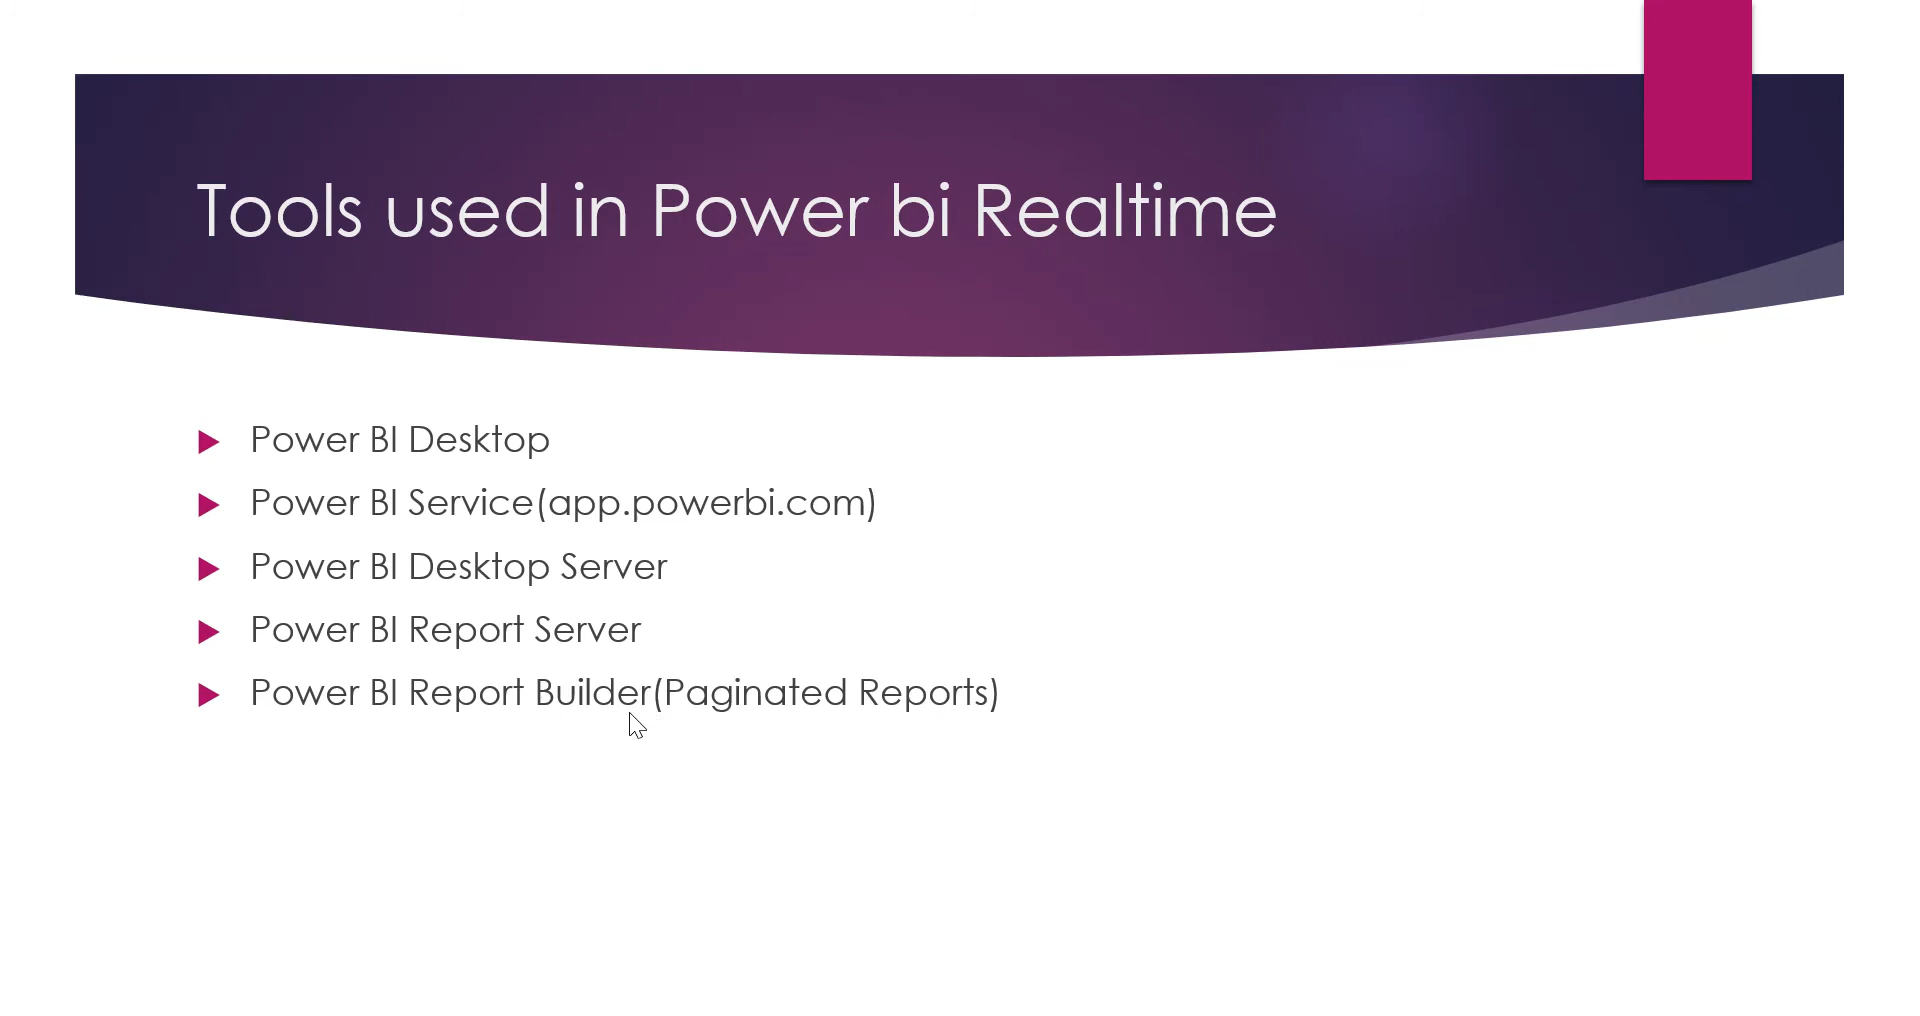 Tools used in Power bi Realtime
Power BI Desktop
Power BI Service(app.powerbi.com)
Power BI Desktop Server
Power BI Report Server
Power BI Report Builder(Paginated Reports)